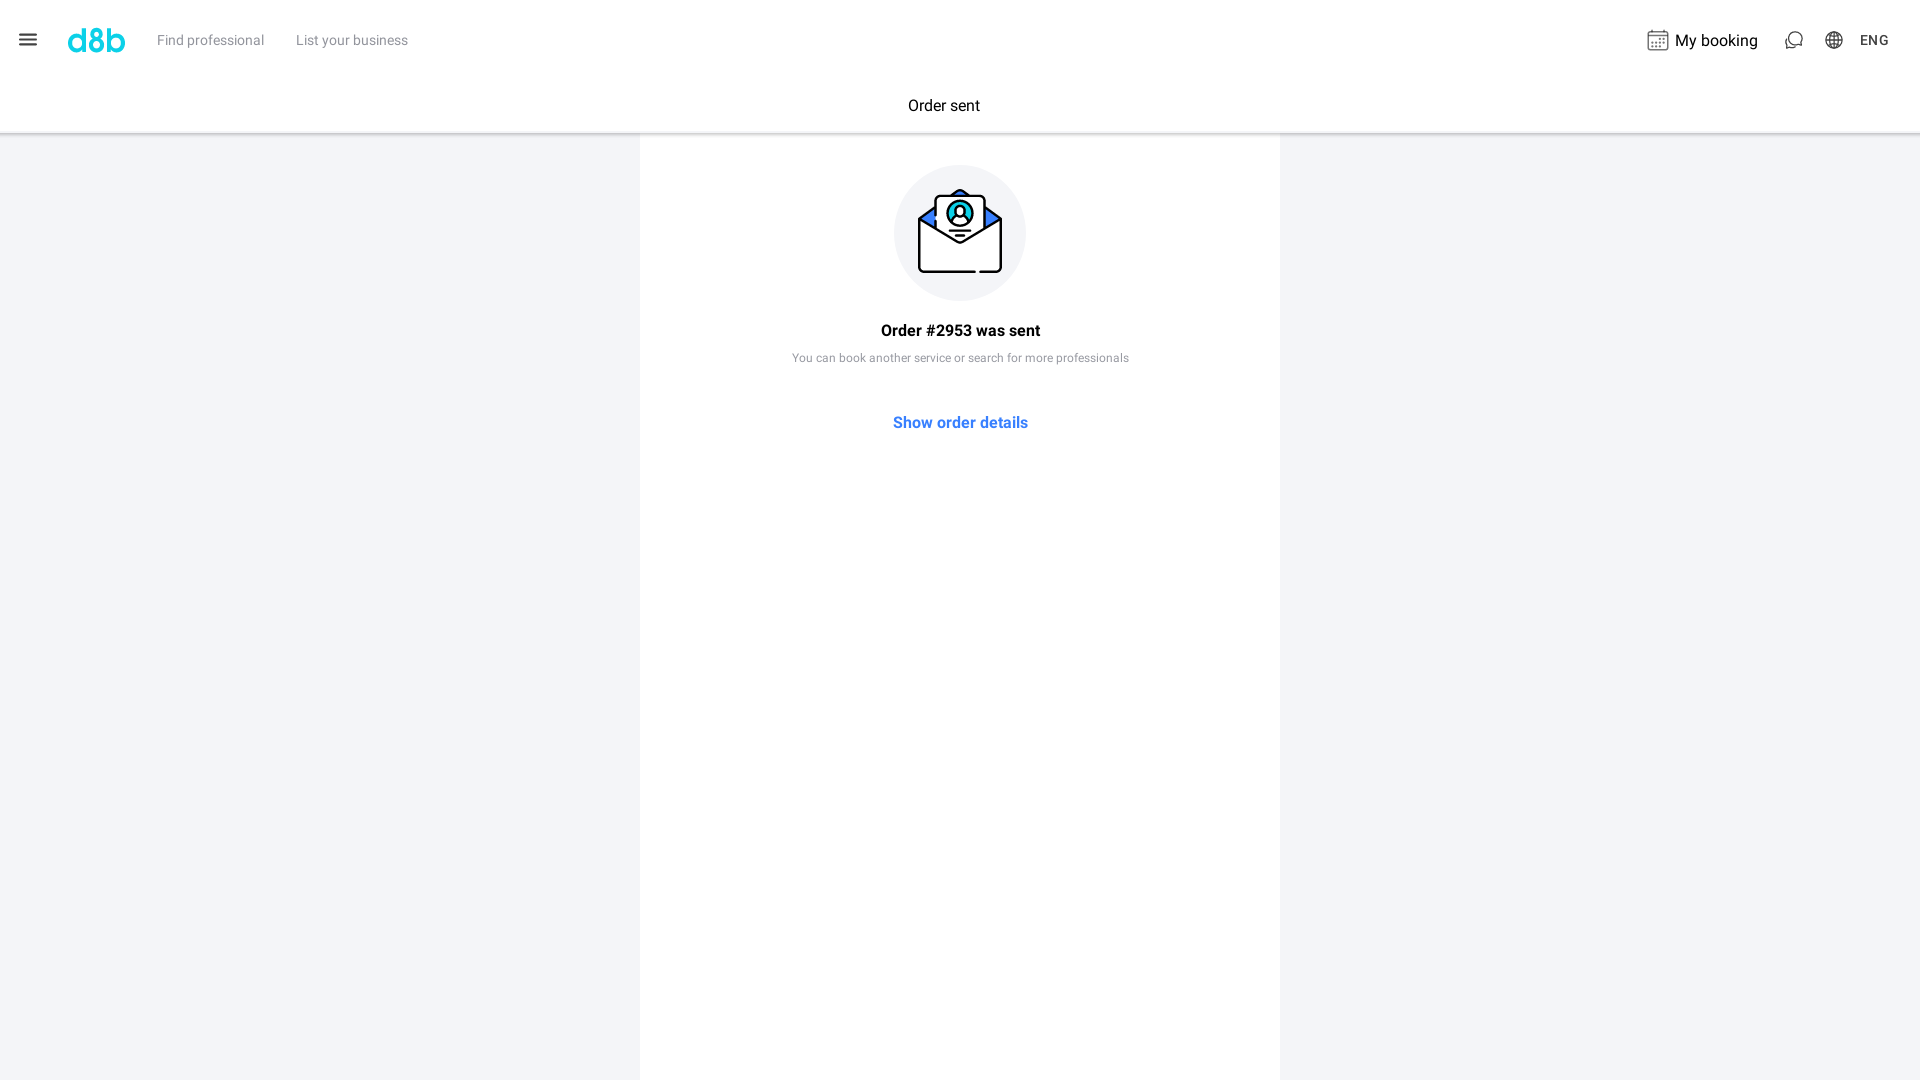 d8b
Find professional
List your business
My booking
ENG
Order sent
Order #2953 was sent
You can book another service or search for more professionals
Show order details